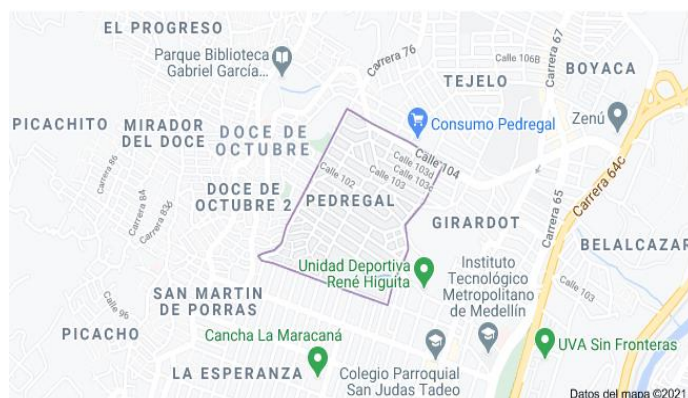 EL PROGRESO
Parque Biblioteca
Gabriel García...
Carrera 76
Carrera 67
Calle 106B
TEJELO
BOYACA
Zenú
PICACHITO
MIRADOR
DEL DOCE
DOCE DE
OCTUBRE
Consumo Pedregal
Calle 104
Calle 103d
Calle 103
Calle 103c
Calle 102
Carrera 86
Carrera 84
Carrera 83b
DOCE DE
OCTUBRE 2
PEDREGAL
GIRARDOT
Carrera 65
Carrera 64c
BELALCAZAR
Calle 103
Unidad Deportiva
René Higuita
Instituto
Tecnológico
Metropolitano
de Medellín
Calle 96
SAN MARTIN
DE PORRAS
PICACHO
Cancha La Maracaná
UVA Sin Fronteras
LA ESPERANZA
Colegio Parroquial
San Judas Tadeo
Datos del mapa ©2021